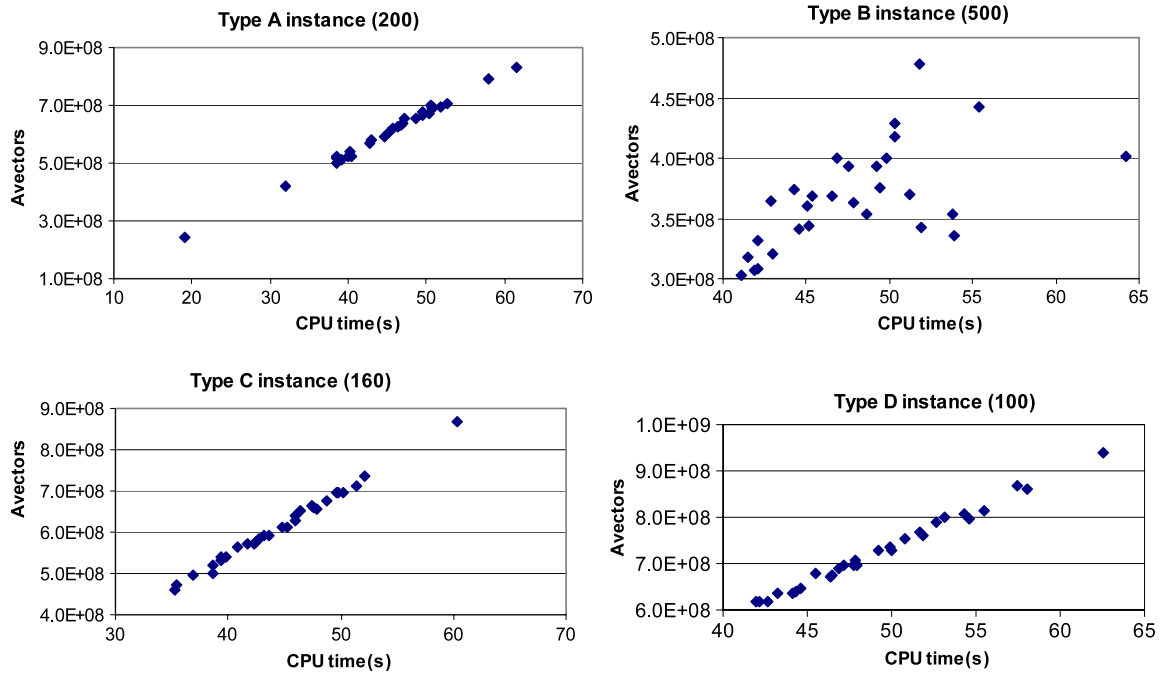 Type A instance (200)
9.0E+08
7.0E+08
5.0E+08
3.0E+08
1.0E+08
Avectors
10 20 30 40 50 60 70
CPU time(s)
Type B instance (500)
5.0E+08
4.5E+08
4.0E+08
3.5E+08
3.0E+08
Avectors
40 45 50 55 60 65
CPU time(s)
Type C instance (160)
9.0E+08
8.0E+08
7.0E+08
6.0E+08
5.0E+08
4.0E+08
Avectors
30 40 50 60 70
CPU time(s)
Type D instance (100)
1.0E+09
9.0E+08
8.0E+08
7.0E+08
6.0E+08
Avectors
40 45 50 55 60 65
CPU time(s)